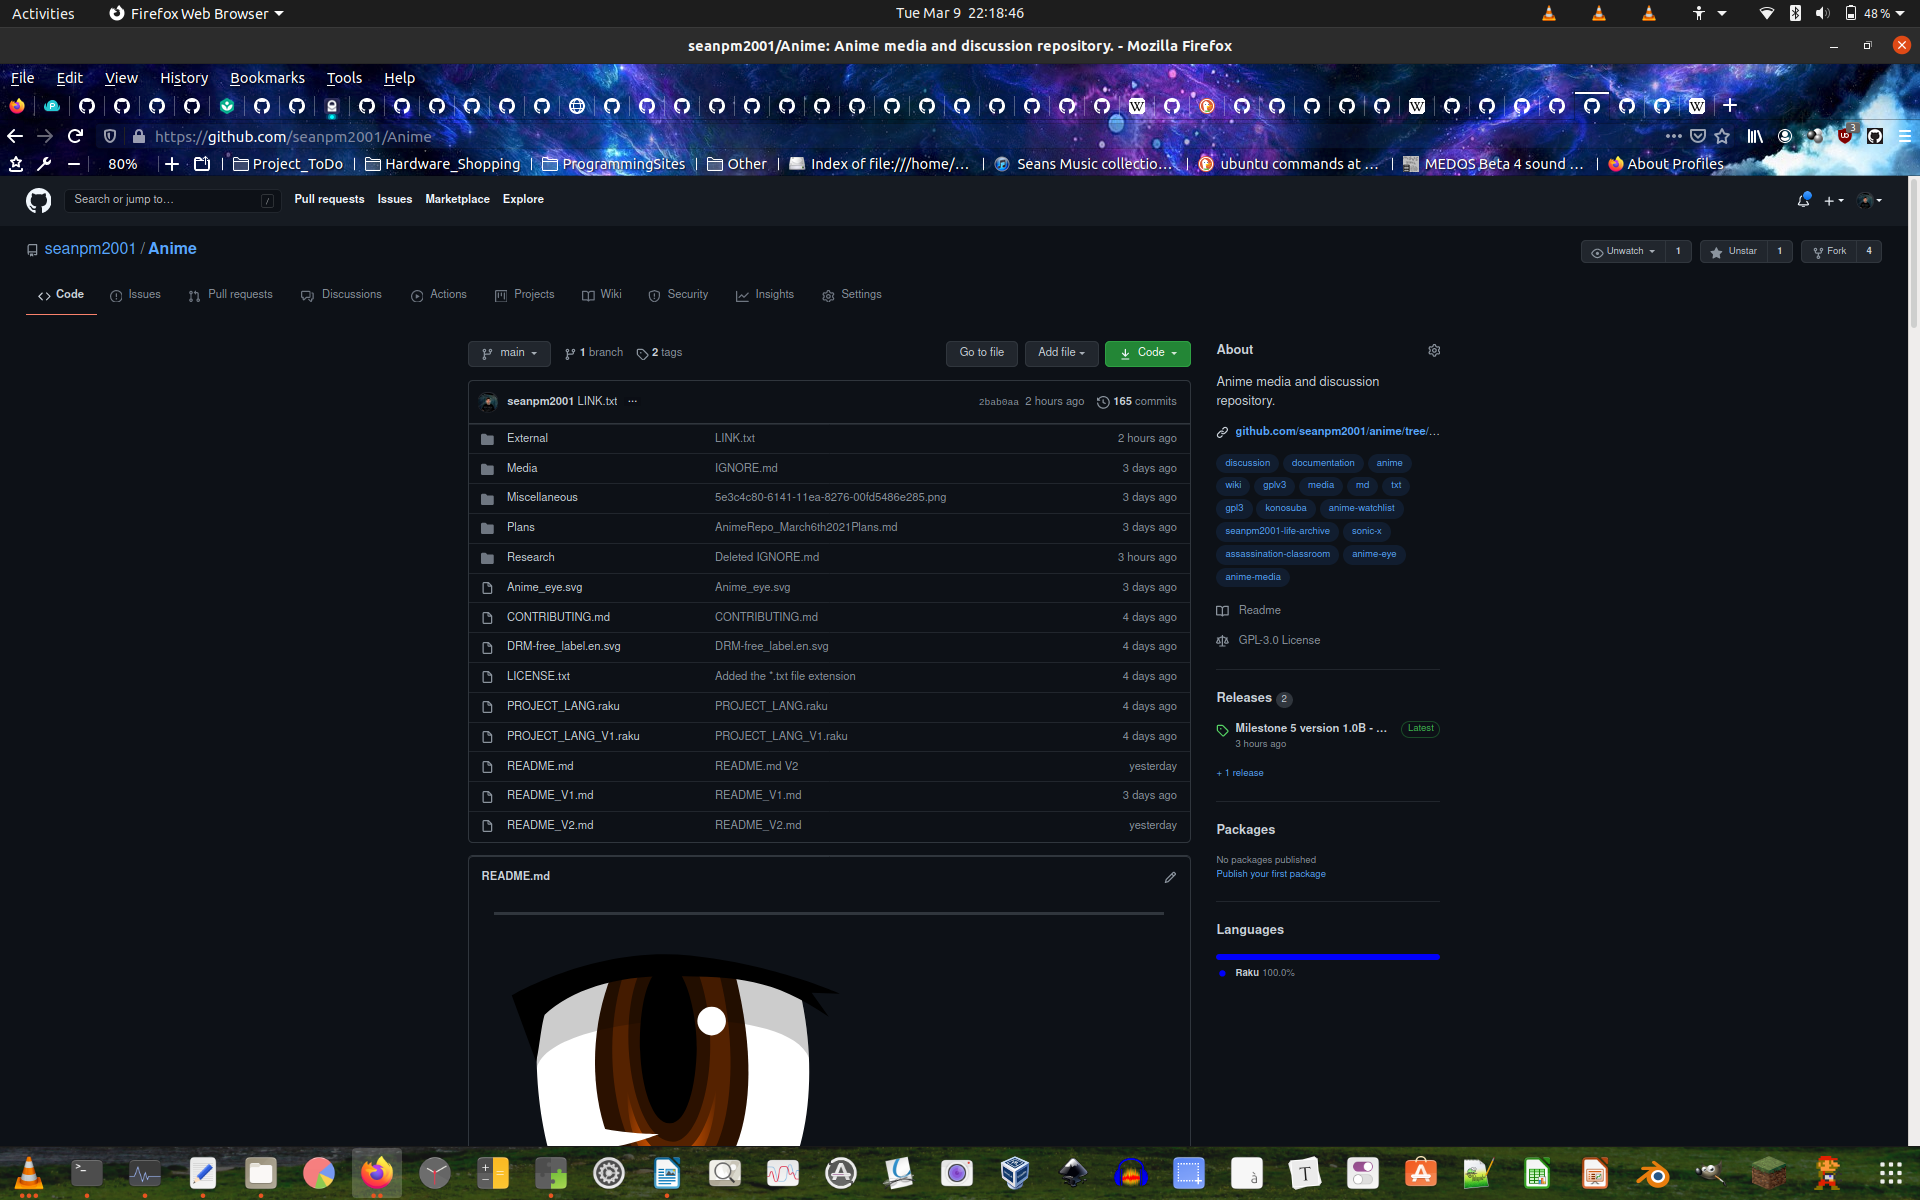 Activities Firefox Web Browser Tue Mar 9 22:18:46 48 %
seanpm2001/Anime: Anime media and discussion repository. - Mozilla Firefox
File Edit View History Bookmarks Tools Help
https://github.com/seanpm2001/Anime 3
80% Project_ToDo Hardware_Shopping ProgrammingSites Other Index of file:///home/... Seans Music collectio... ubuntu commands at ... MEDOS Beta 4 sound ... About Profiles
Search or jump to... / Pull requests Issues Marketplace Explore
seanpm2001 / Anime Unwatch 1 Unstar 1 Fork 4
Code Issues Pull requests Discussions Actions Projects Wiki Security Insights Settings
main 1 branch 2 tags Go to file Add file Code
seanpm2001 LINK.txt ... 2bab0aa 2 hours ago 165 commits
External LINK.txt 2 hours ago
Media IGNORE.md 3 days ago
Miscellaneous 5e3c4c80-6141-11ea-8276-00fd5486e285.png 3 days ago
Plans AnimeRepo_March6th2021Plans.md 3 days ago
Research Deleted IGNORE.md 3 hours ago
Anime_eye.svg Anime_eye.svg 3 days ago
CONTRIBUTING.md CONTRIBUTING.md 4 days ago
DRM-free_label.en.svg DRM-free_label.en.svg 4 days ago
LICENSE.txt Added the *.txt file extension 4 days ago
PROJECT_LANG.raku PROJECT_LANG.raku 4 days ago
PROJECT_LANG_V1.raku PROJECT_LANG_V1.raku 4 days ago
README.md README.md V2 yesterday
README_V1.md README_V1.md 3 days ago
README_V2.md README_V2.md yesterday
README.md
About
Anime media and discussion
repository.
github.com/seanpm2001/anime/tree/...
discussion documentation anime
wiki gplv3 media md txt
gpl3 konosuba anime-watchlist
seanpm2001-life-archive sonic-x
assassination-classroom anime-eye
anime-media
Readme
GPL-3.0 License
Releases 2
Milestone 5 version 1.0B - ... Latest
3 hours ago
+ 1 release
Packages
No packages published
Publish your first package
Languages
Raku 100.0%